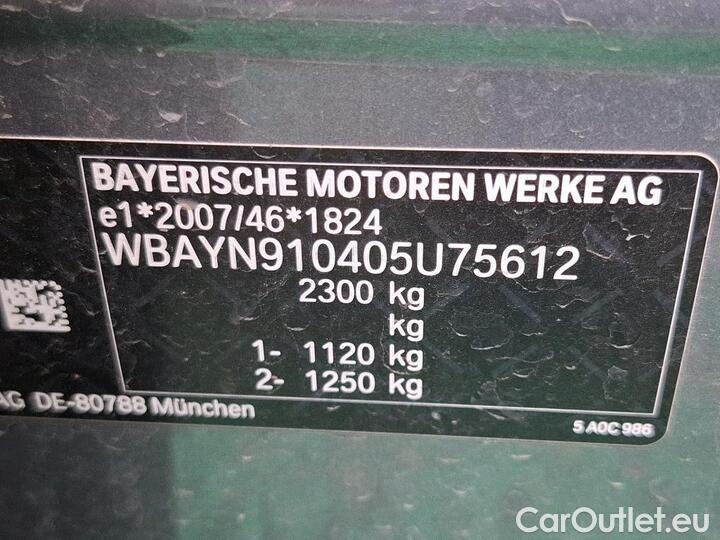 BAYERISCHE MOTOREN WERKE AG
e1*2007/46*1824
WBAYN910405U75612
2300 kg
kg
1- 1120 kg
2- 1250 kg
AG DE-80788 München
5 A0C 986
CarOutlet.eu